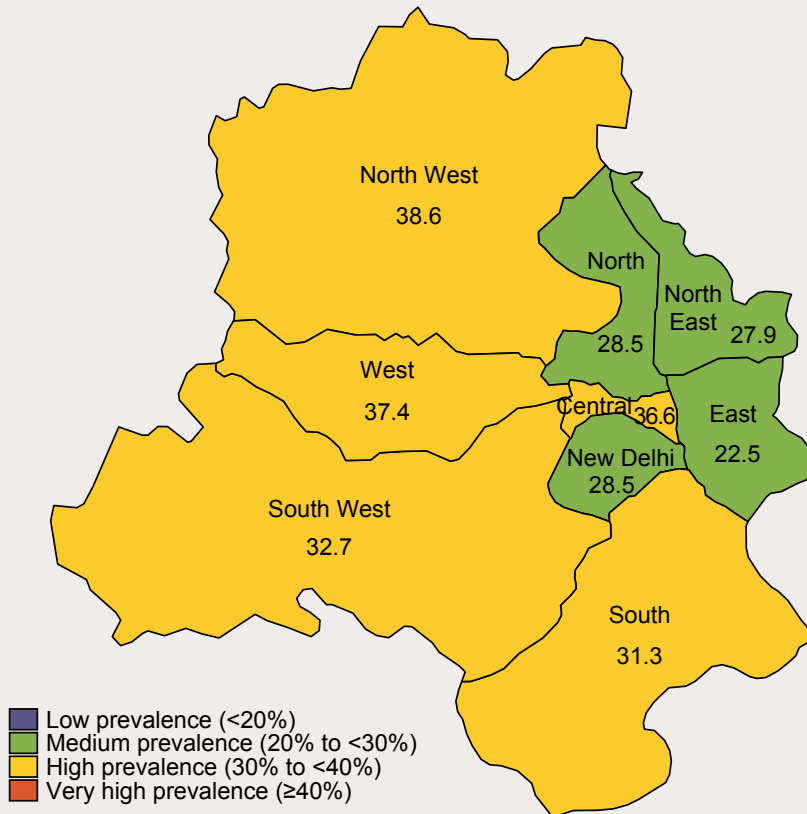 North West
38.6
North
28.5
North
East
27.9
West
37.4
Central 36.6
East
22.5
New Delhi
28.5
South West
32.7
South
31.3
Low prevalence (<20%)
Medium prevalence (20% to <30%)
High prevalence (30% to <40%)
Very high prevalence (≥40%)